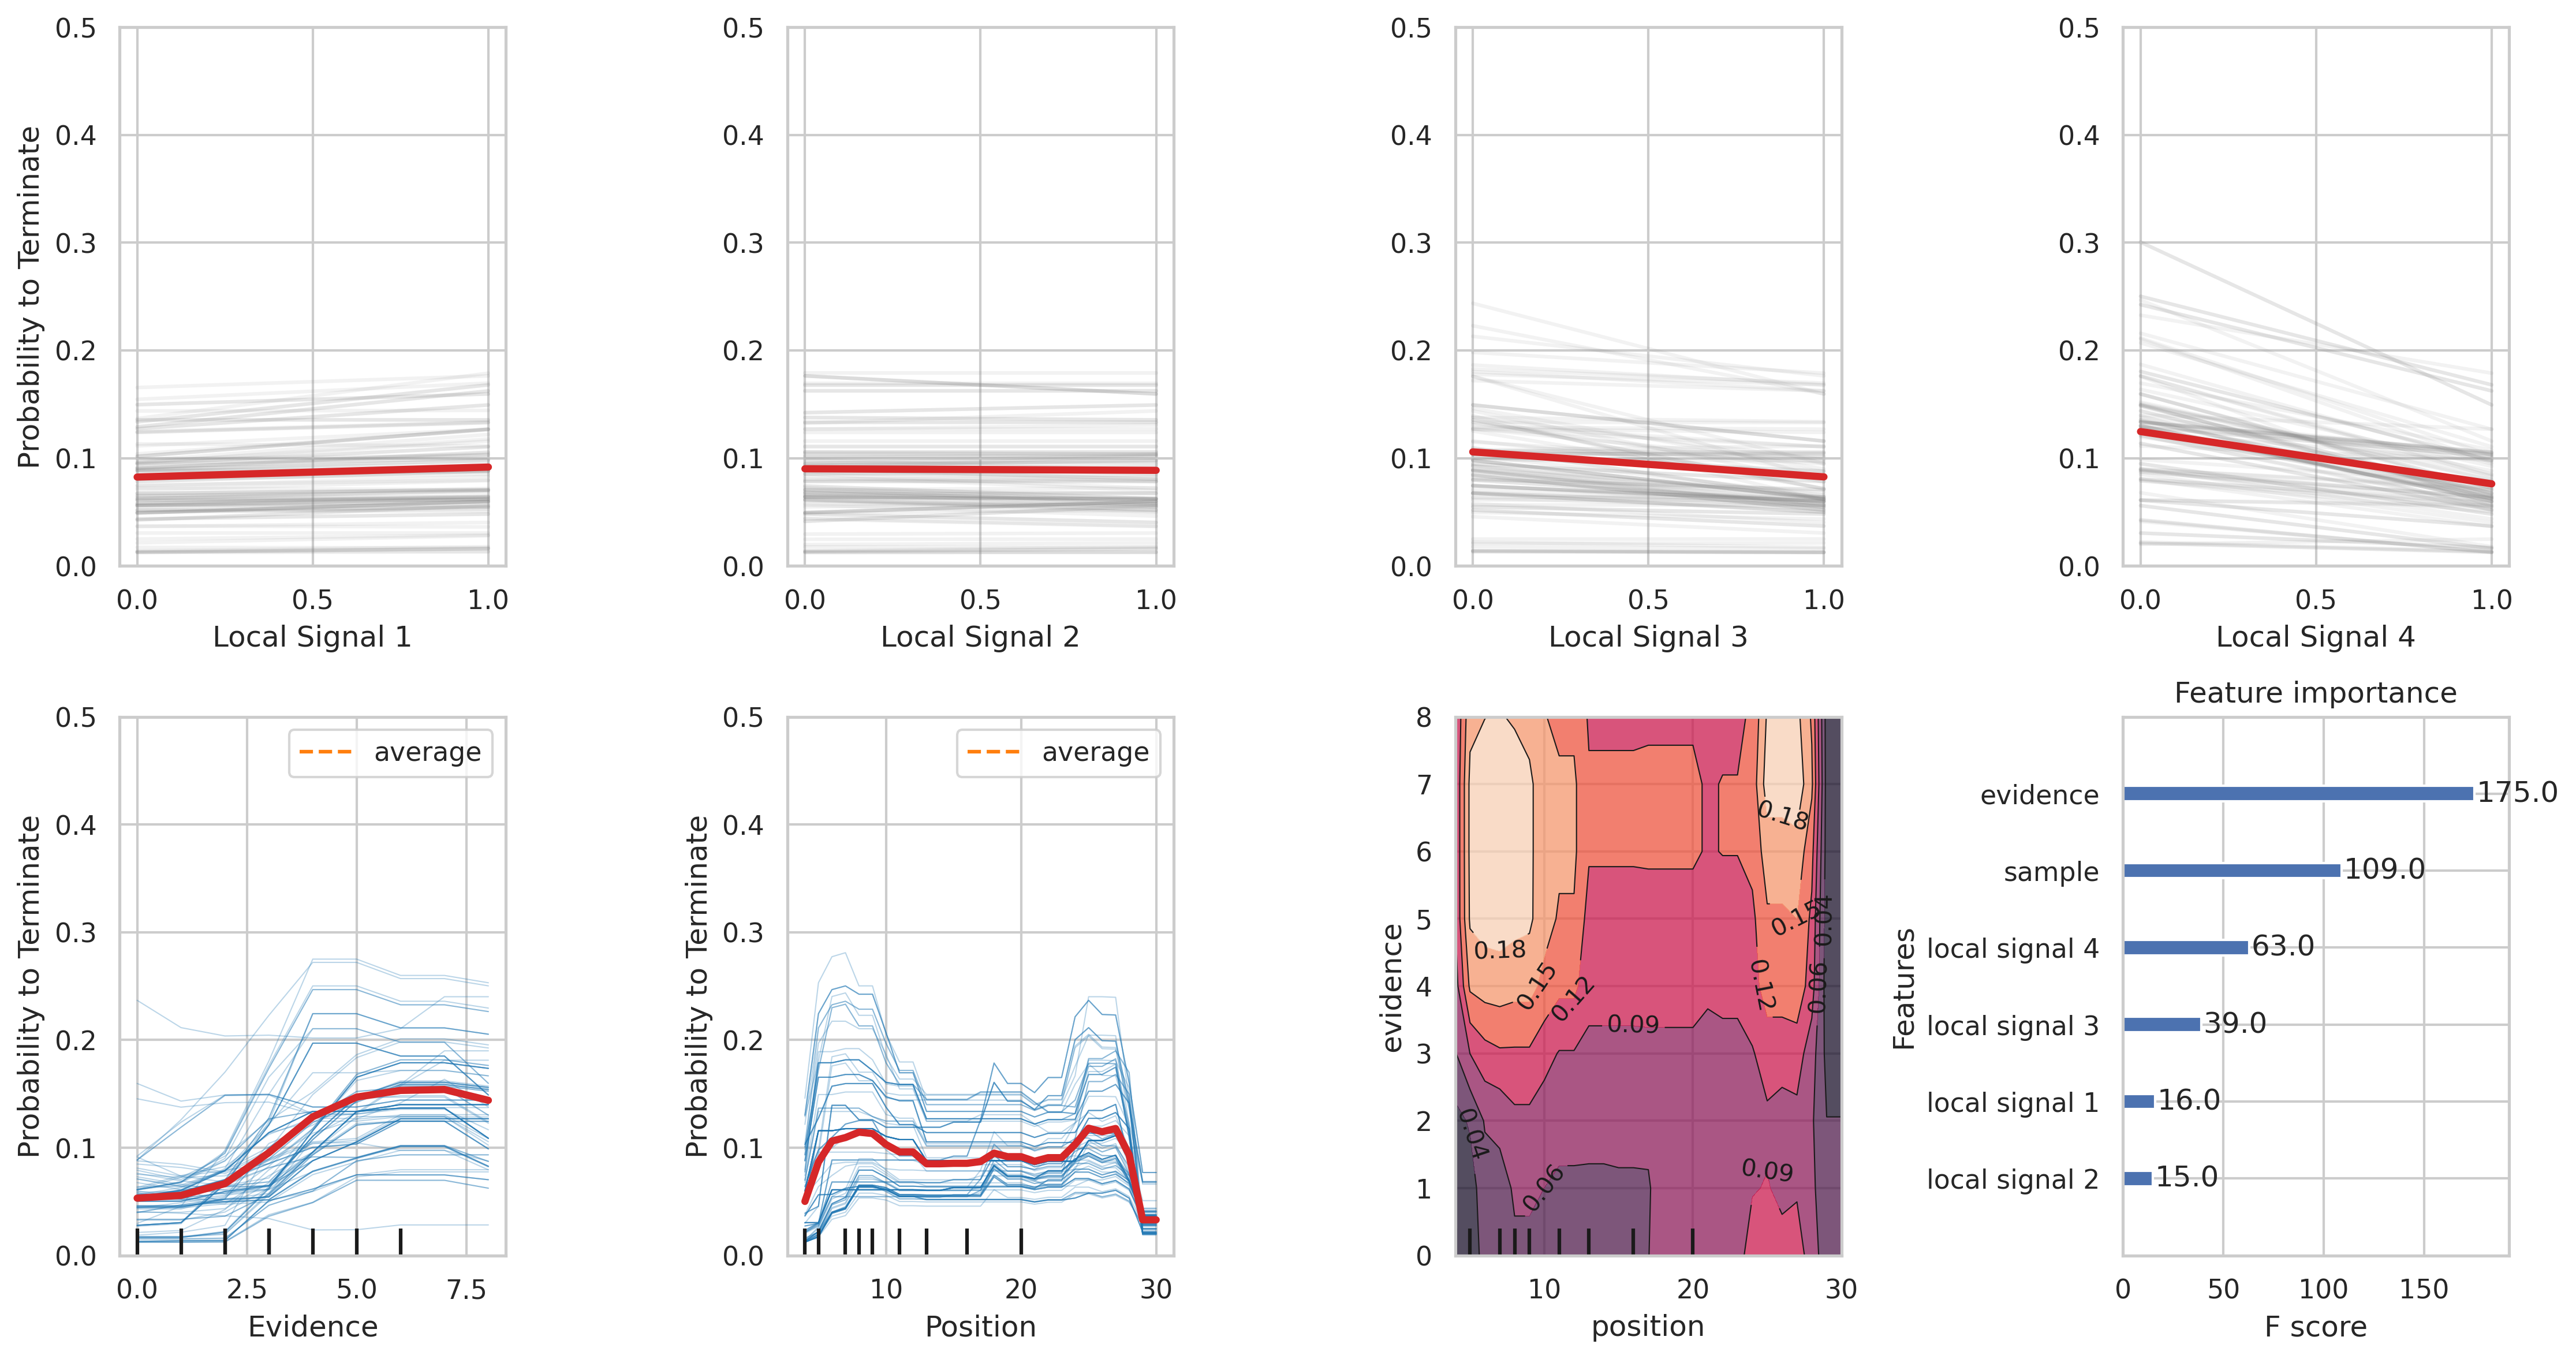 Probability to Terminate
0.5
0.4
0.3
0.2
0.1
0.0
0.0 0.5 1.0
Local Signal 1
0.5
0.4
0.3
0.2
0.1
0.0
0.0 0.5 1.0
Local Signal 2
0.5
0.4
0.3
0.2
0.1
0.0
0.0 0.5 1.0
Local Signal 3
0.5
0.4
0.3
0.2
0.1
0.0
0.0 0.5 1.0
Local Signal 4
Probability to Terminate
0.5
0.4
0.3
0.2
0.1
0.0
average
0.0 2.5 5.0 7.5
Evidence
Probability to Terminate
0.5
0.4
0.3
0.2
0.1
0.0
average
10 20 30
Position
evidence
8
7
6
5
4
3
2
1
0
0.18
0.15
0.04
0.18
0.15
0.12
0.12
0.06
0.09
0.04
0.06
0.09
10 20 30
position
Feature importance
Features
evidence 175.0
sample 109.0
local signal 4 63.0
local signal 3 39.0
local signal 1 16.0
local signal 2 15.0
0 50 100 150
F score